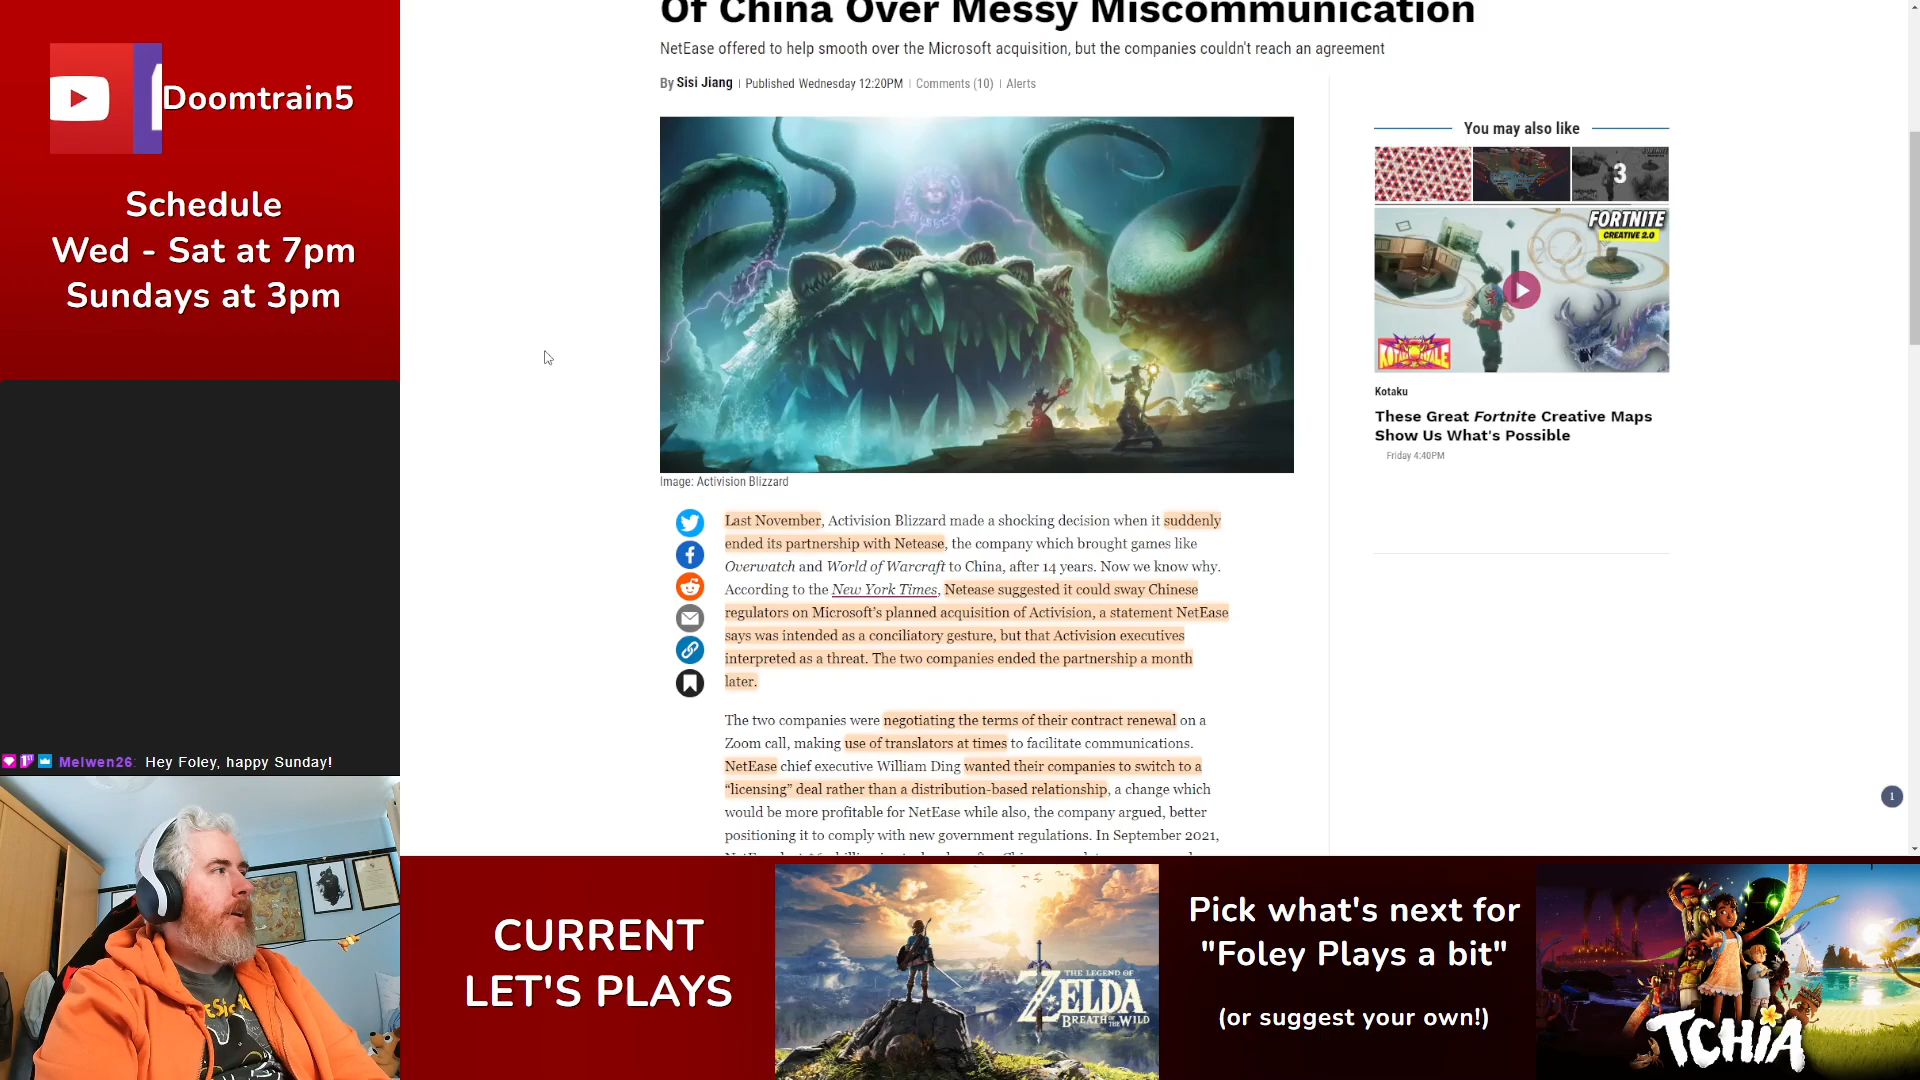 Doomtrain5
Schedule
Wed - Sat at 7pm
Sundays at 3pm
Melwen26: Hey Foley, happy Sunday!
Of China Over Messy Miscommunication
NetEase offered to help smooth over the Microsoft acquisition, but the companies couldn't reach an agreement
By Sisi Jiang | Published Wednesday 12:20PM | Comments (10) | Alerts
Image: Activision Blizzard
Last November, Activision Blizzard made a shocking decision when it suddenly
ended its partnership with Netease, the company which brought games like
Overwatch and World of Warcraft to China, after 14 years. Now we know why.
According to the New York Times, Netease suggested it could sway Chinese
regulators on Microsoft's planned acquisition of Activision, a statement NetEase
says was intended as a conciliatory gesture, but that Activision executives
interpreted as a threat. The two companies ended the partnership a month
later.
The two companies were negotiating the terms of their contract renewal on a
Zoom call, making use of translators at times to facilitate communications.
NetEase chief executive William Ding wanted their companies to switch to a
“licensing” deal rather than a distribution-based relationship, a change which
would be more profitable for NetEase while also, the company argued, better
positioning it to comply with new government regulations. In September 2021,
You may also like
3
FORTNITE
CREATIVE 2.0
KOTAKU
Kotaku
These Great Fortnite Creative Maps
Show Us What's Possible
Friday 4:40PM
1
CURRENT
LET'S PLAYS
THE LEGEND OF
ZELDA
BREATH OF THE WILD
Pick what's next for
"Foley Plays a bit"
(or suggest your own!)
TCHIA